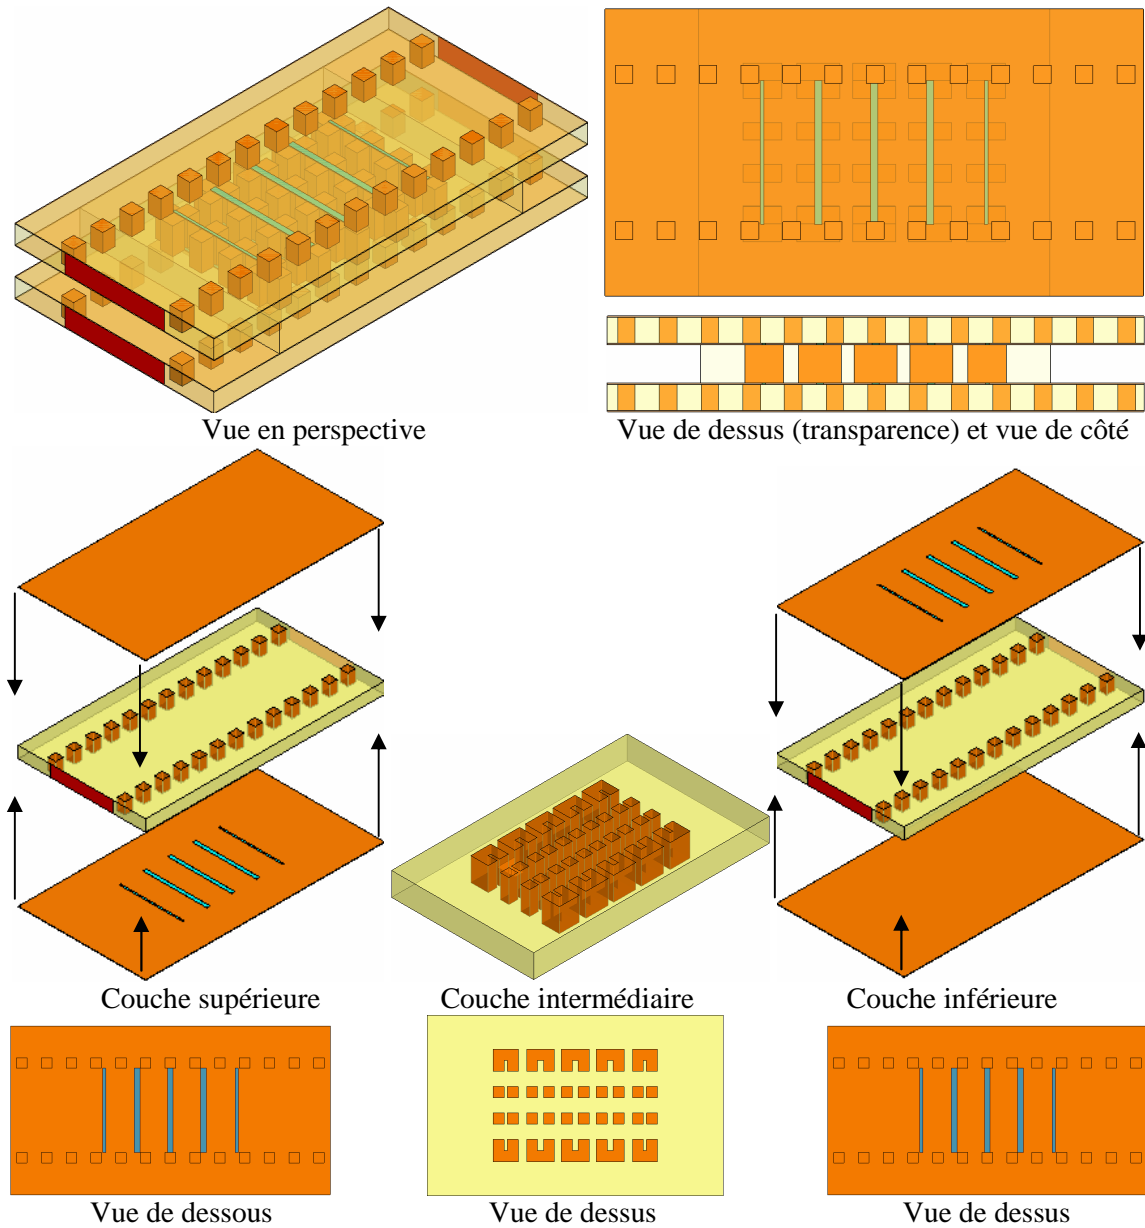 Vue en perspective
Vue de dessus (transparence) et vue de côté
Couche supérieure
Couche intermédiaire
Couche inférieure
Vue de dessous
Vue de dessus
Vue de dessus